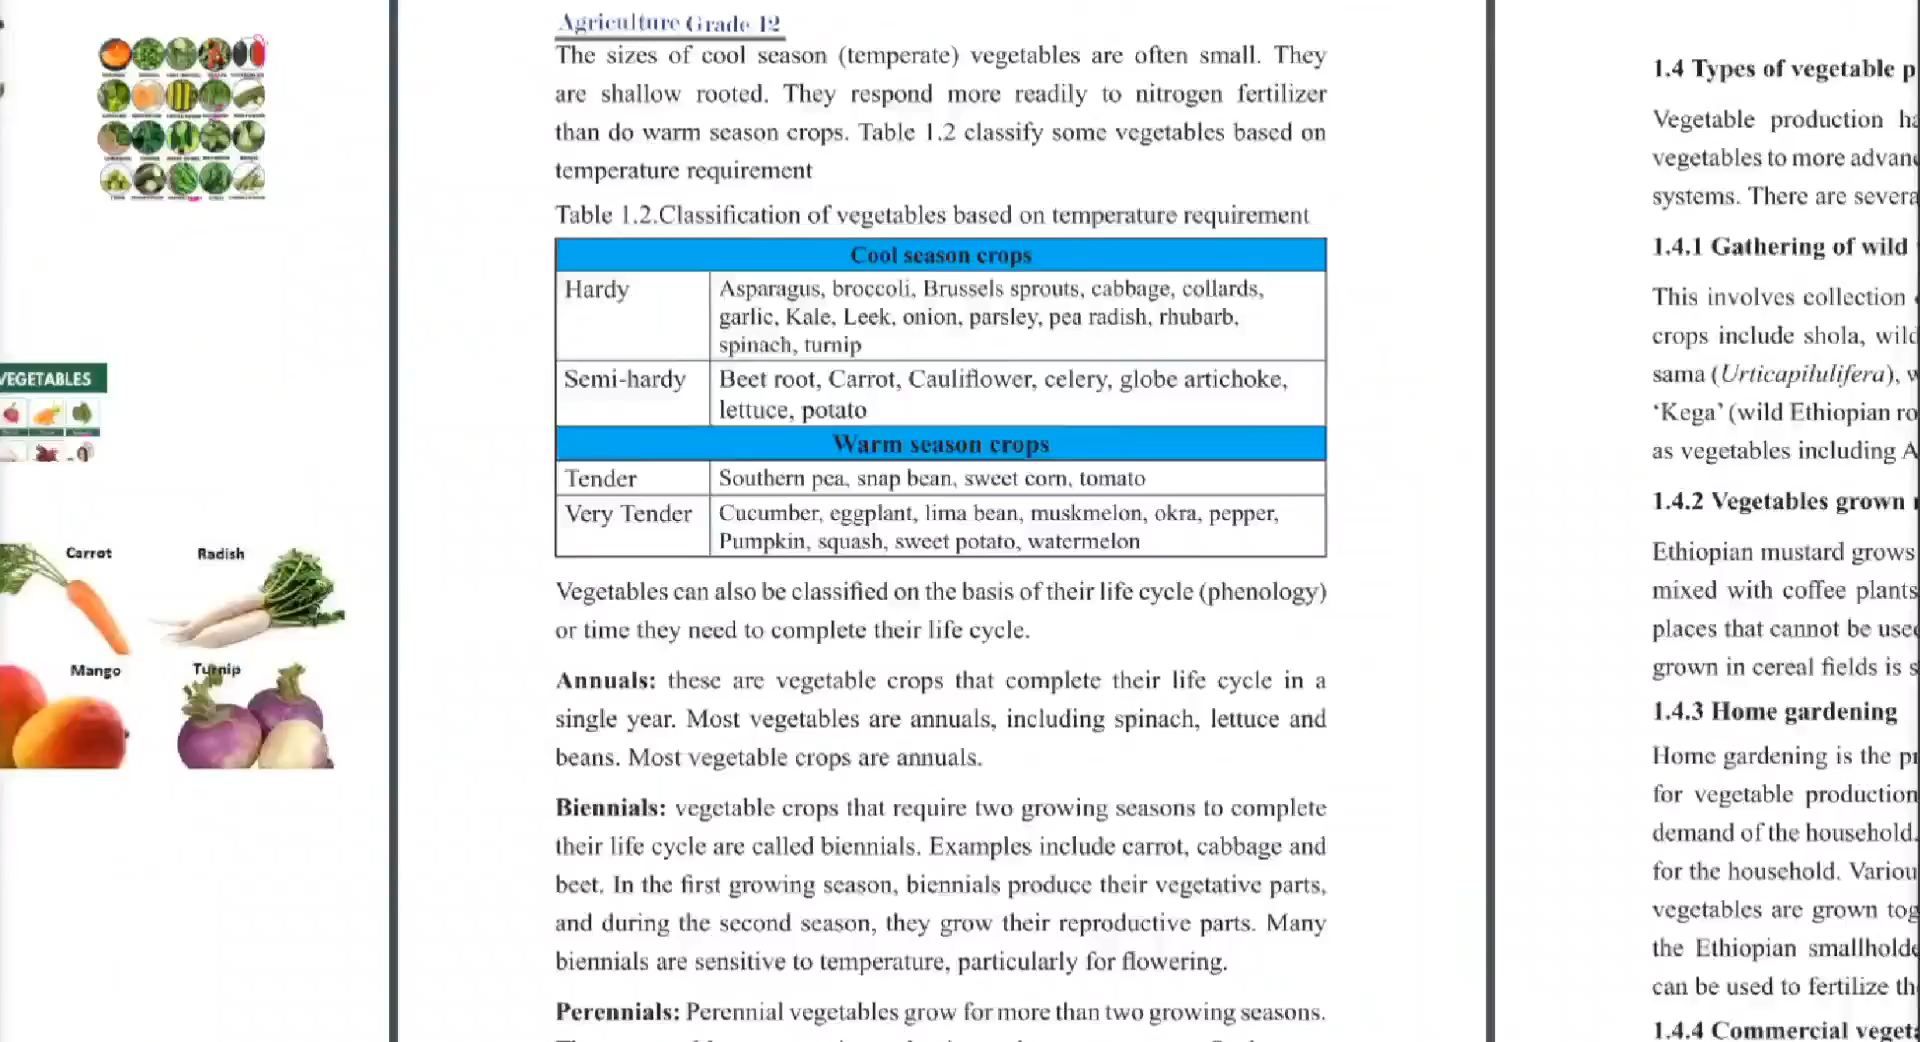 VEGETABLES
Carrot
Radish
Mango
Turnip
Agriculture Grade 12
The sizes of cool season (temperate) vegetables are often small. They
are shallow rooted. They respond more readily to nitrogen fertilizer
than do warm season crops. Table 1.2 classify some vegetables based on
temperature requirement
Table 1.2.Classification of vegetables based on temperature requirement
Cool season crops
Hardy
Asparagus, broccoli, Brussels sprouts, cabbage, collards,
garlic, Kale, Leek, onion, parsley, pea radish, rhubarb,
spinach, turnip
Semi-hardy
Beet root, Carrot, Cauliflower, celery, globe artichoke,
lettuce, potato
Warm season crops
Tender
Southern pea, snap bean, sweet corn, tomato
Very Tender
Cucumber, eggplant, lima bean, muskmelon, okra, pepper,
Pumpkin, squash, sweet potato, watermelon
Vegetables can also be classified on the basis of their life cycle (phenology)
or time they need to complete their life cycle.
Annuals: these are vegetable crops that complete their life cycle in a
single year. Most vegetables are annuals, including spinach, lettuce and
beans. Most vegetable crops are annuals.
Biennials: vegetable crops that require two growing seasons to complete
their life cycle are called biennials. Examples include carrot, cabbage and
beet. In the first growing season, biennials produce their vegetative parts,
and during the second season, they grow their reproductive parts. Many
biennials are sensitive to temperature, particularly for flowering.
Perennials: Perennial vegetables grow for more than two growing seasons.
1.4 Types of vegetable p
Vegetable production ha
vegetables to more advan
systems. There are severa
1.4.1 Gathering of wild
This involves collection
crops include shola, wild
sama (Urticapilulifera), w
‘Kega’ (wild Ethiopian ro
as vegetables including A
1.4.2 Vegetables grown
Ethiopian mustard grows
mixed with coffee plants
places that cannot be used
grown in cereal fields is s
1.4.3 Home gardening
Home gardening is the pr
for vegetable production
demand of the household.
for the household. Variou
vegetables are grown tog
the Ethiopian smallholde
can be used to fertilize th
1.4.4 Commercial vegeta